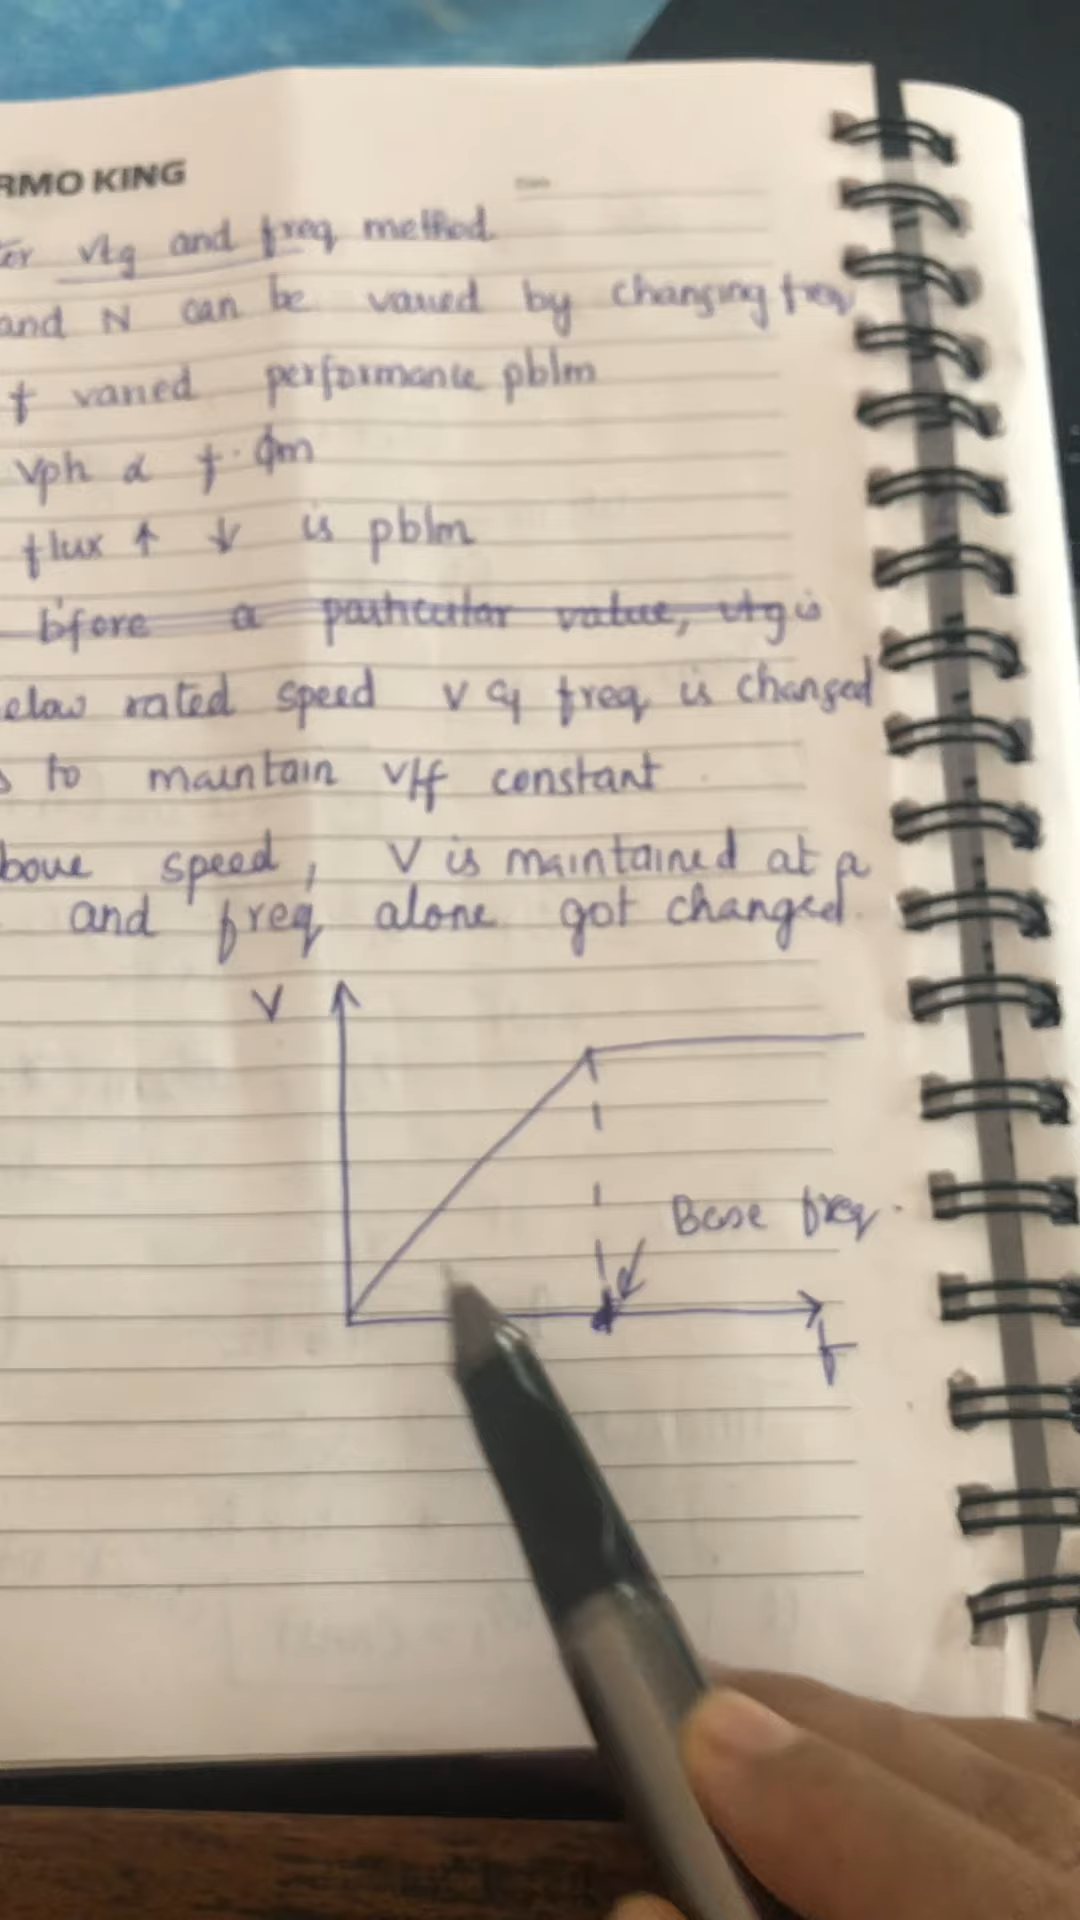 RMO KING
ter vtg and freq method
and N can be varied by changing freq
f varied performance pblm
Vph α f. ϕm
flux ↑ ↓ is pblm
bfore a particular value, vtg is
elow rated speed V & freq is changed
s to maintain V/f constant
bove speed, V is maintained at a
and freq alone got changed.
V
Base freq.
f